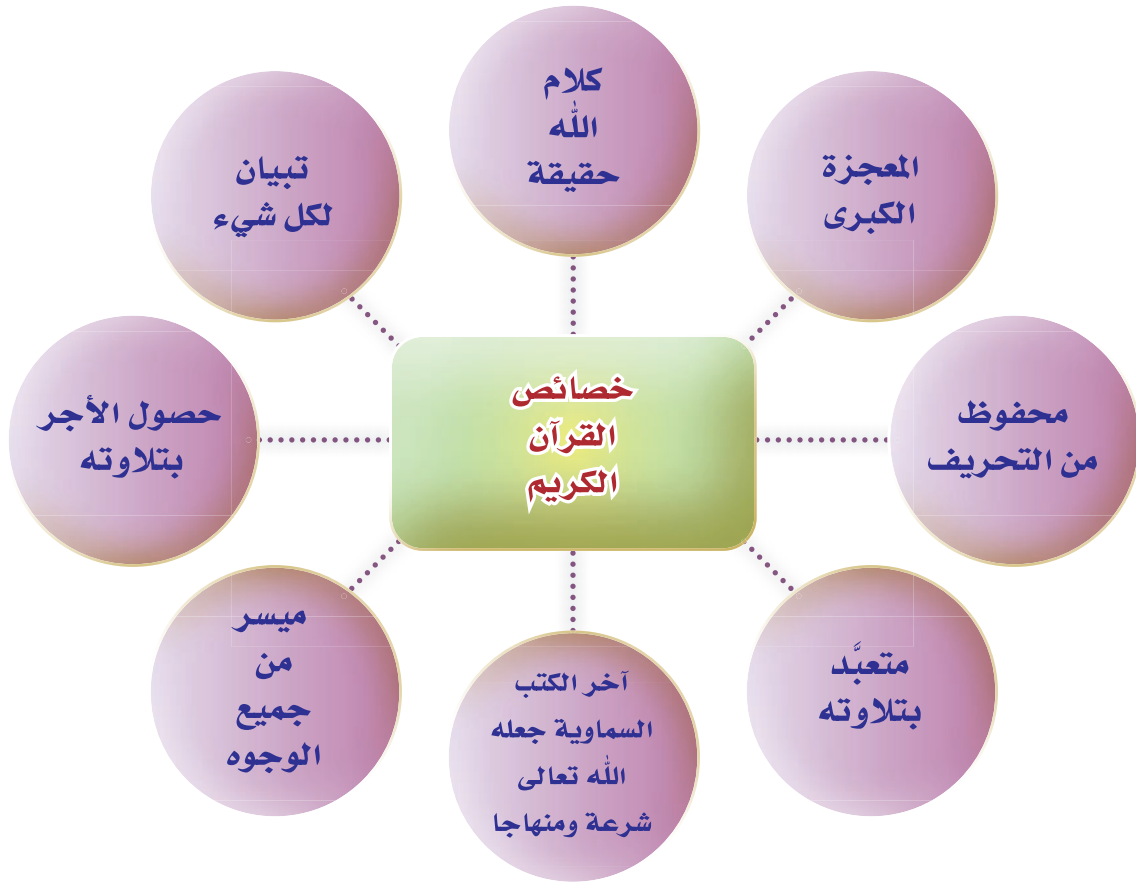 خصائص
القرآن
الكريم
كلام
الله
حقيقة
المعجزة
الكبرى
محفوظ
من التحريف
متعبَّد
بتلاوته
آخر الكتب
السماوية جعله
الله تعالى
شرعة ومنهاجا
ميسر
من
جميع
الوجوه
حصول الأجر
بتلاوته
تبيان
لكل شيء